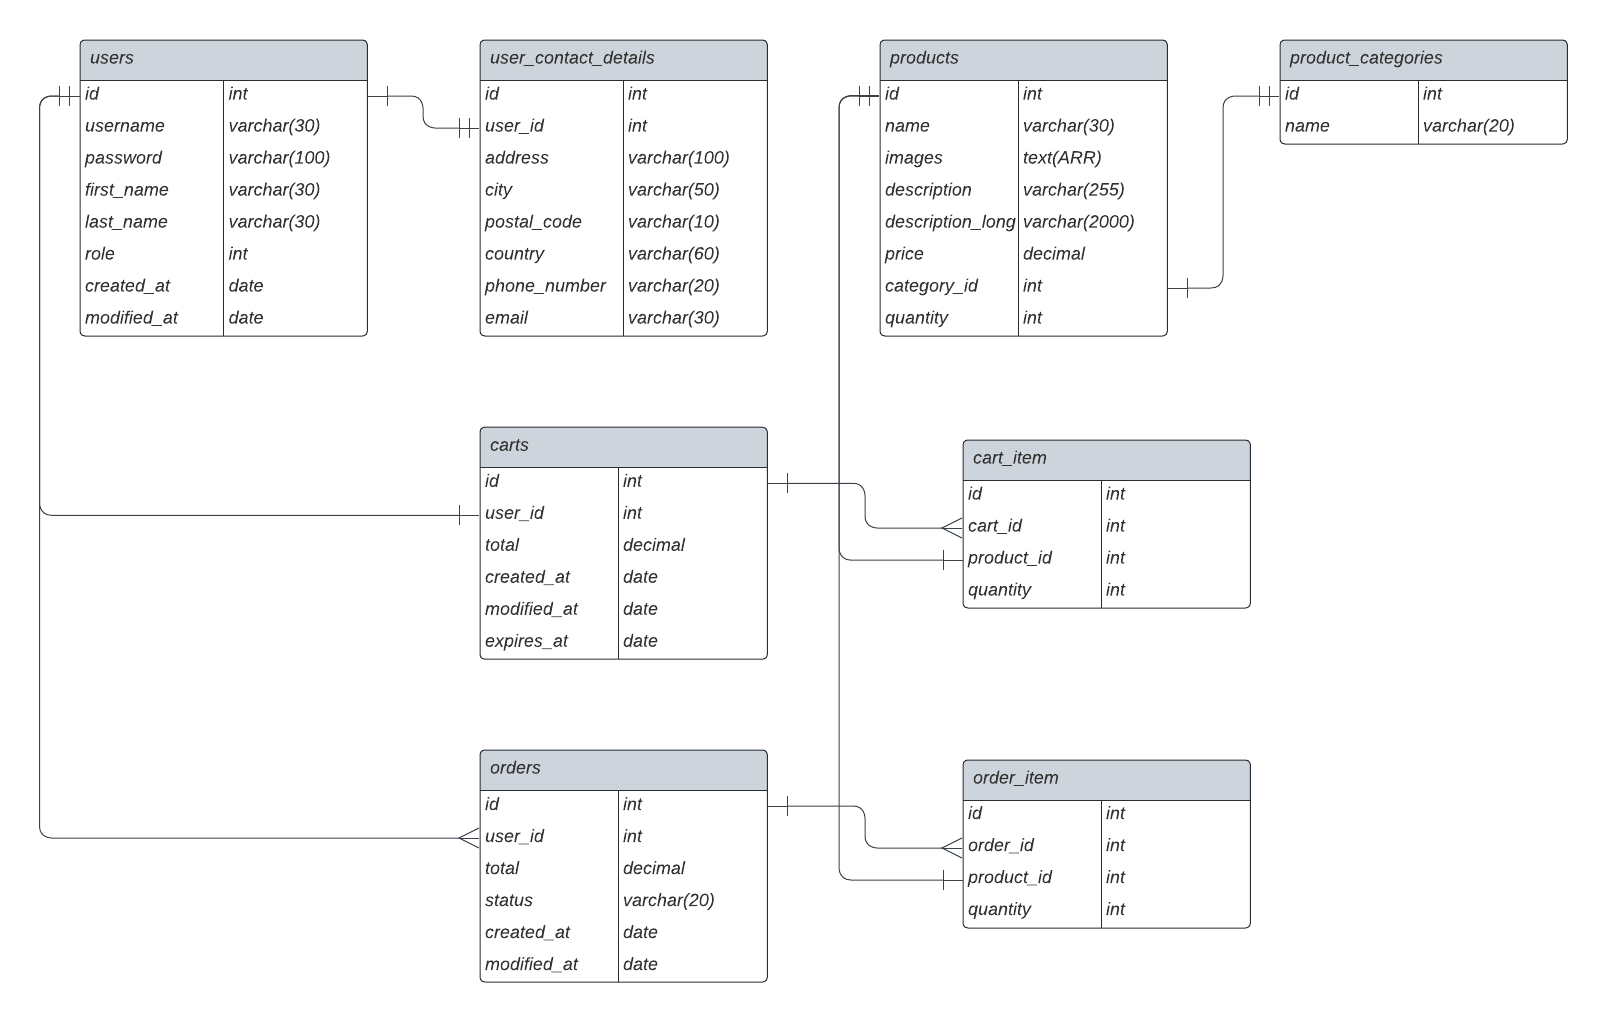 users
id int
username varchar(30)
password varchar(100)
first_name varchar(30)
last_name varchar(30)
role int
created_at date
modified_at date
user_contact_details
id int
user_id int
address varchar(100)
city varchar(50)
postal_code varchar(10)
country varchar(60)
phone_number varchar(20)
email varchar(30)
products
id int
name varchar(30)
images text(ARR)
description varchar(255)
description_long varchar(2000)
price decimal
category_id int
quantity int
product_categories
id int
name varchar(20)
carts
id int
user_id int
total decimal
created_at date
modified_at date
expires_at date
cart_item
id int
cart_id int
product_id int
quantity int
orders
id int
user_id int
total decimal
status varchar(20)
created_at date
modified_at date
order_item
id int
order_id int
product_id int
quantity int